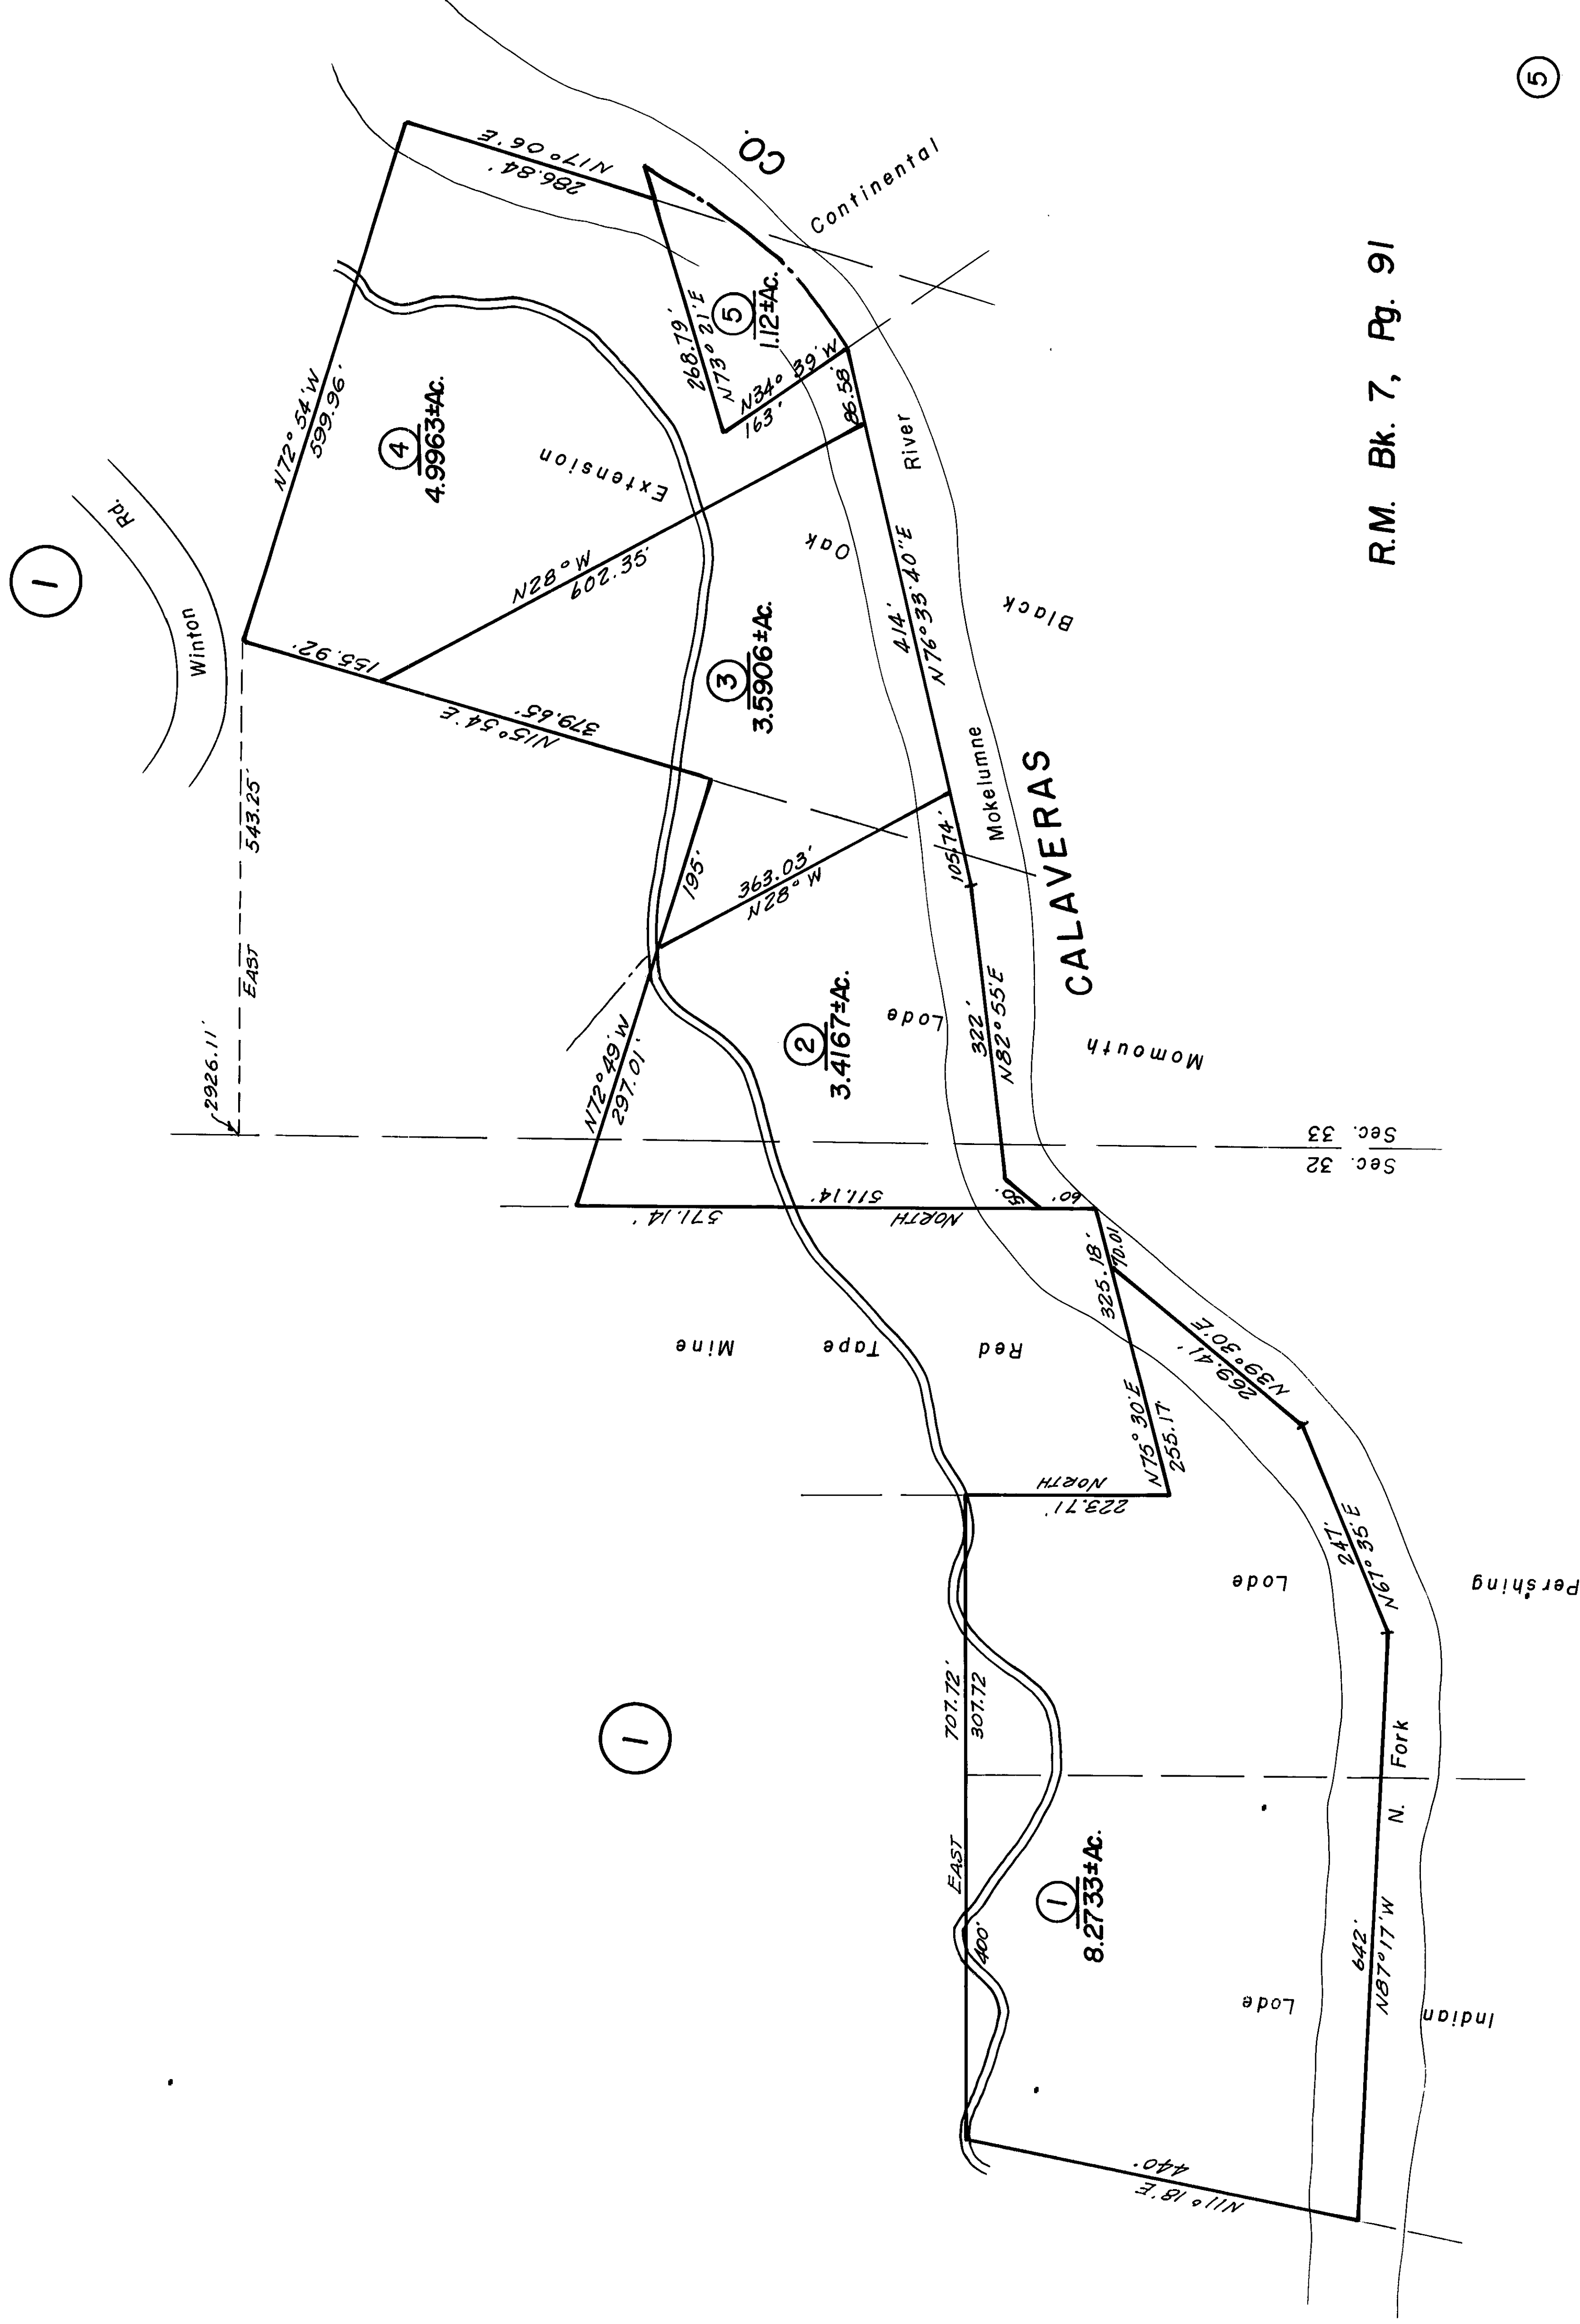 1
Winton
Rd.
2926.11'
EAST
543.25'
N72°54'W
599.96'
N17°06'E
286.84'
4
4.9963±Ac.
155.92'
N15°54'E
379.65'
N28°W
602.35'
Extension
268.79'
N73°21'E
5
1.12±Ac.
N34°39'W
163'
86.58'
CO.
Continental
3
3.5906±Ac.
195'
N72°49'W
297.01'
363.03'
N28°W
2
3.4167±Ac.
Oak
Black
River
414'
N76°33'40"E
Mokelumne
105.74'
CALAVERAS
322'
N82°55'E
Lode
Momouth
Sec. 33
Sec. 32
50'
60'
571.14'
511.14'
NORTH
Mine
Tape
Red
325.18'
70.01
N75°30'E
255.17'
NORTH
223.71'
269.41'
N39°30'E
247'
N67°35'E
Lode
Pershing
1
707.72'
307.72
EAST
400'
1
8.2733±Ac.
Fork
N.
642'
N87°17'W
Lode
Indian
440'
N11°18'E
R.M. Bk. 7, Pg. 91
5